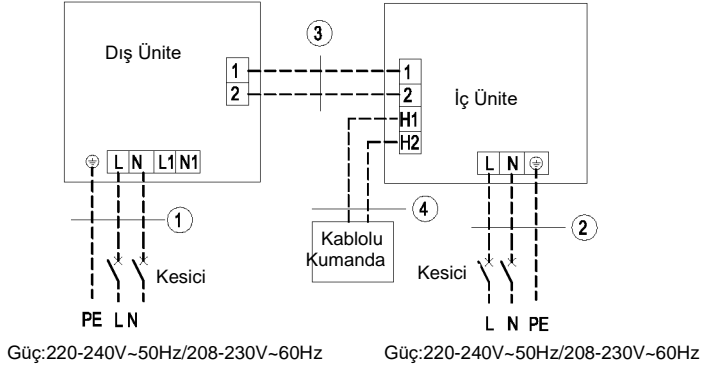 Dış Ünite
1
2
⏚ L N L1 N1
3
1
2
H1
H2
İç Ünite
L N ⏚
1
4
Kablolu
Kumanda
2
Kesici
Kesici
PE L N
L N PE
Güç:220-240V~50Hz/208-230V~60Hz
Güç:220-240V~50Hz/208-230V~60Hz